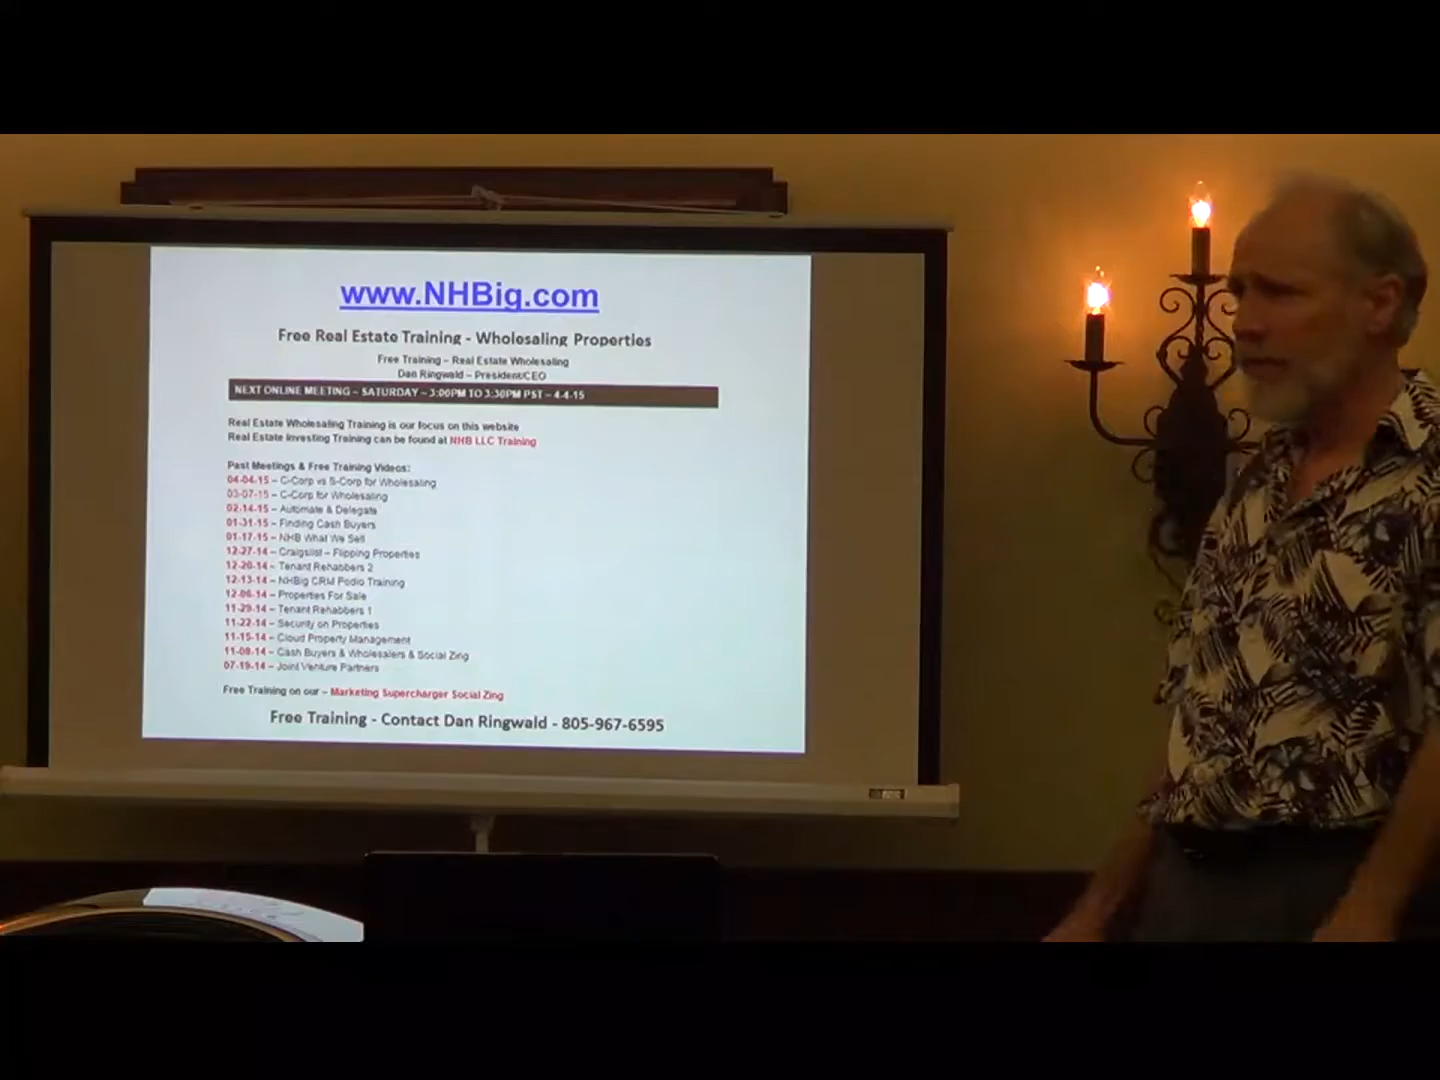 www.NHBig.com
Free Real Estate Training - Wholesaling Properties
Free Training – Real Estate Wholesaling
Dan Ringwald – President/CEO
NEXT ONLINE MEETING – SATURDAY – 3:00PM TO 3:30PM PST – 4-4-15
Real Estate Wholesaling Training is our focus on this website
Real Estate Investing Training can be found at NHB LLC Training
Past Meetings & Free Training Videos:
04-04-15 – C-Corp vs S-Corp for Wholesaling
03-07-15 – C-Corp for Wholesaling
02-14-15 – Automate & Delegate
01-31-15 – Finding Cash Buyers
01-17-15 – NHB What We Sell
12-27-14 – Craigslist – Flipping Properties
12-20-14 – Tenant Rehabbers 2
12-13-14 – NHBig CRM Podio Training
12-06-14 – Properties For Sale
11-29-14 – Tenant Rehabbers 1
11-22-14 – Security on Properties
11-15-14 – Cloud Property Management
11-08-14 – Cash Buyers & Wholesalers & Social Zing
07-19-14 – Joint Venture Partners
Free Training on our – Marketing Supercharger Social Zing
Free Training - Contact Dan Ringwald - 805-967-6595